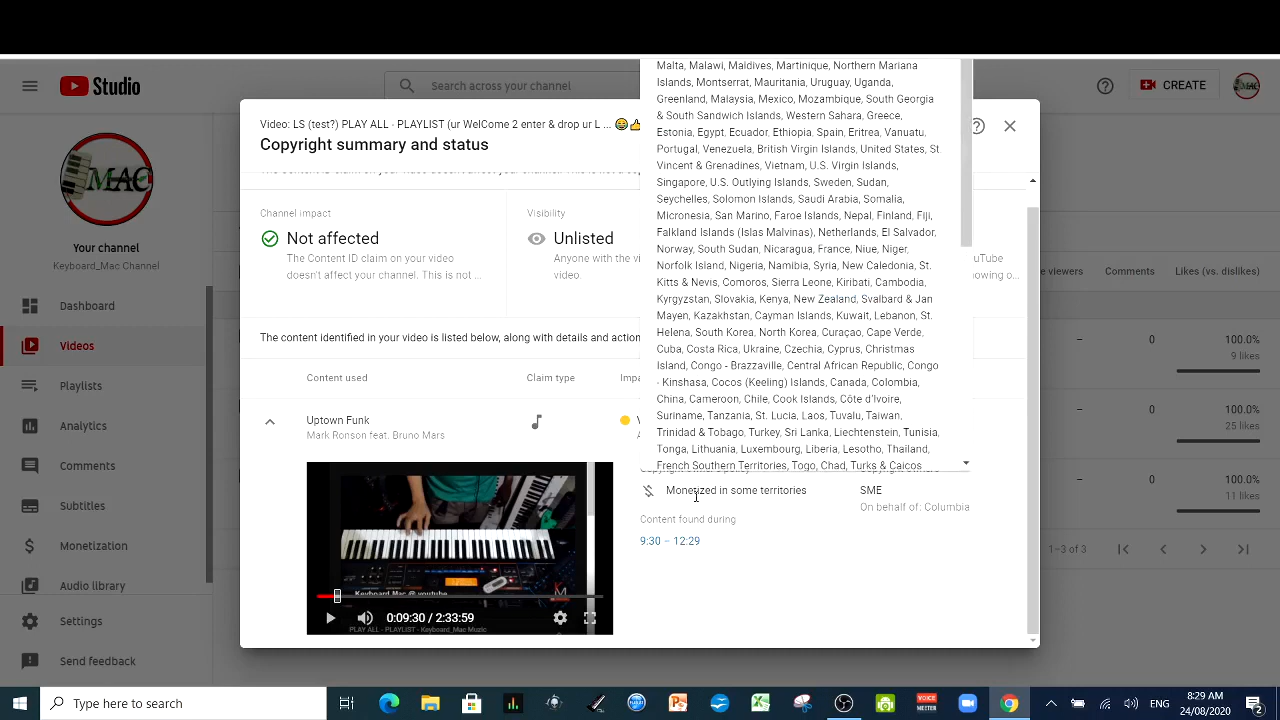 Studio
Search across your channel
CREATE
MAC
Your channel
Keyboard_Mac Channel
Dashboard
Videos
Playlists
Analytics
Comments
Subtitles
Monetization
Audio library
Settings
Send feedback
Video: LS (test?) PLAY ALL - PLAYLIST (ur WelCome 2 enter & drop ur L ...
Copyright summary and status
Channel impact
Not affected
The Content ID claim on your video
doesn't affect your channel. This is not ...
Visibility
Unlisted
Anyone with the vi
video.
The content identified in your video is listed below, along with details and action
Content used
Claim type
Impa
Uptown Funk
Mark Ronson feat. Bruno Mars
Keyboard_Mac @ youtube
0:09:30 / 2:33:59
PLAY ALL - PLAYLIST - Keyboard_Mac Muzic
Malta, Malawi, Maldives, Martinique, Northern Mariana
Islands, Montserrat, Mauritania, Uruguay, Uganda,
Greenland, Malaysia, Mexico, Mozambique, South Georgia
& South Sandwich Islands, Western Sahara, Greece,
Estonia, Egypt, Ecuador, Ethiopia, Spain, Eritrea, Vanuatu,
Portugal, Venezuela, British Virgin Islands, United States, St
Vincent & Grenadines, Vietnam, U.S. Virgin Islands,
Singapore, U.S. Outlying Islands, Sweden, Sudan,
Seychelles, Solomon Islands, Saudi Arabia, Somalia,
Micronesia, San Marino, Faroe Islands, Nepal, Finland, Fiji,
Falkland Islands (Islas Malvinas), Netherlands, El Salvador,
Norway, South Sudan, Nicaragua, France, Niue, Niger,
Norfolk Island, Nigeria, Namibia, Syria, New Caledonia, St.
Kitts & Nevis, Comoros, Sierra Leone, Kiribati, Cambodia,
Kyrgyzstan, Slovakia, Kenya, New Zealand, Svalbard & Jan
Mayen, Kazakhstan, Cayman Islands, Kuwait, Lebanon, St.
Helena, South Korea, North Korea, Curaçao, Cape Verde,
Cuba, Costa Rica, Ukraine, Czechia, Cyprus, Christmas
Island, Congo - Brazzaville, Central African Republic, Congo
- Kinshasa, Cocos (Keeling) Islands, Canada, Colombia,
China, Cameroon, Chile, Cook Islands, Côte d'Ivoire,
Suriname, Tanzania, St. Lucia, Laos, Tuvalu, Taiwan,
Trinidad & Tobago, Turkey, Sri Lanka, Liechtenstein, Tunisia,
Tonga, Lithuania, Luxembourg, Liberia, Lesotho, Thailand,
French Southern Territories, Togo, Chad, Turks & Caicos
Monetized in some territories
SME
On behalf of: Columbia
Content found during
9:30 – 12:29
uTube
nowing o...
e viewers
Comments
Likes (vs. dislikes)
– 0 100.0%
9 likes
– 0 100.0%
25 likes
– 0 100.0%
11 likes
1–3 of 3
Type here to search
VOICE
MEETER
ENG
8:29 AM
24/08/2020
2